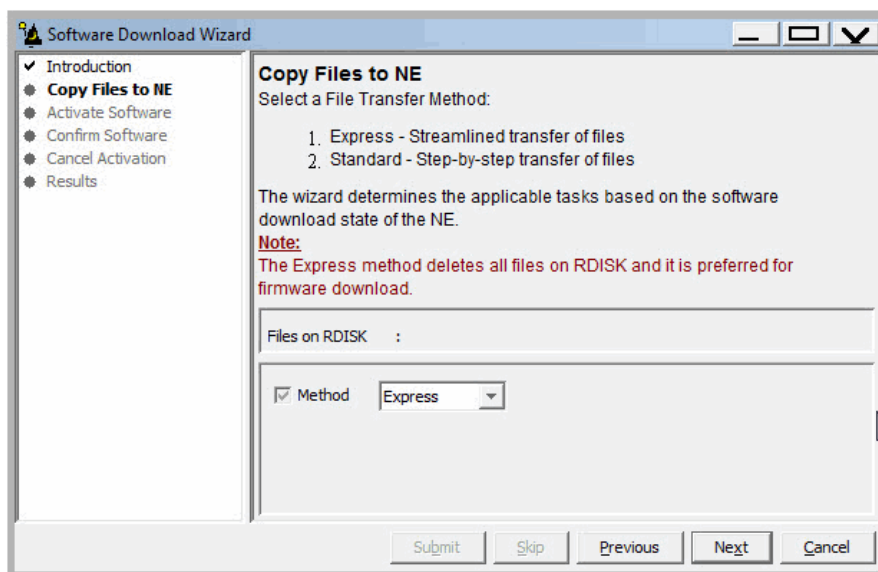 Software Download Wizard
Introduction
Copy Files to NE
Activate Software
Confirm Software
Cancel Activation
Results
Copy Files to NE
Select a File Transfer Method:
1. Express - Streamlined transfer of files
2. Standard - Step-by-step transfer of files
The wizard determines the applicable tasks based on the software
download state of the NE.
Note:
The Express method deletes all files on RDISK and it is preferred for
firmware download.
Files on RDISK :
Method Express
Submit Skip Previous Next Cancel